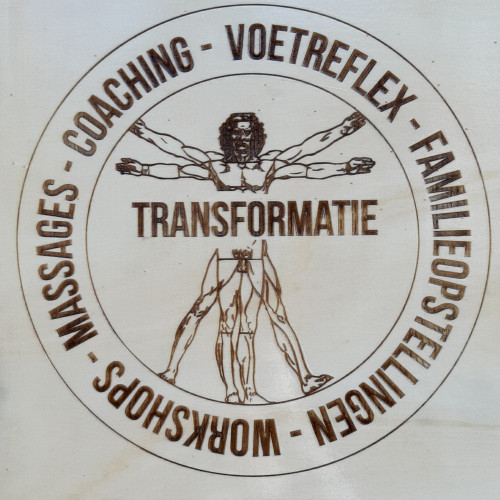 MASSAGES - COACHING - VOETREFLEX - FAMILIEOPSTELLINGEN - WORKSHOPS -
TRANSFORMATIE